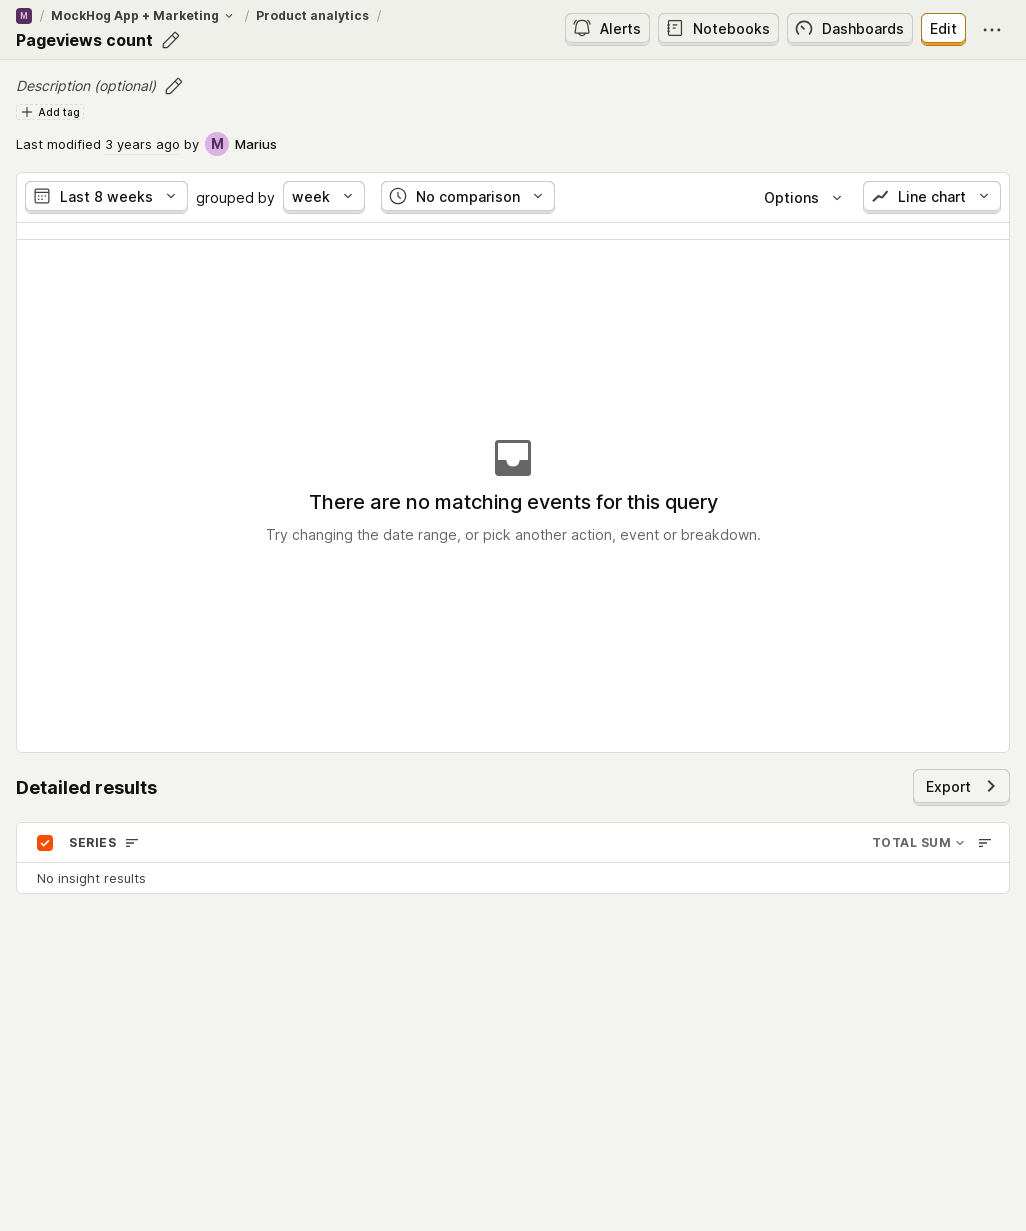 M / MockHog App + Marketing / Product analytics /
Pageviews count
Alerts Notebooks Dashboards Edit
Description (optional)
Add tag
Last modified 3 years ago by M Marius
Last 8 weeks grouped by week No comparison Options Line chart
There are no matching events for this query
Try changing the date range, or pick another action, event or breakdown.
Detailed results Export
SERIES TOTAL SUM
No insight results